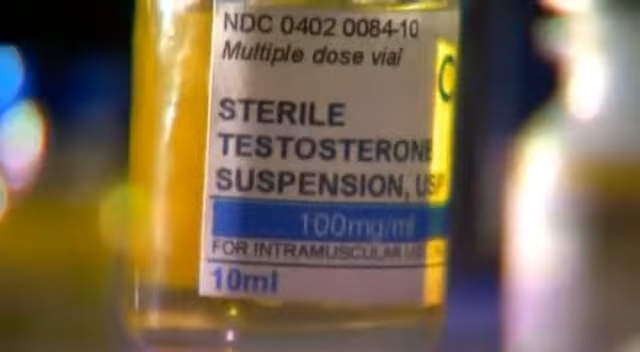 NDC 0402 0084-10
Multiple dose vial
C
STERILE
TESTOSTERONE
SUSPENSION, USP
100mg/ml
FOR INTRAMUSCULAR
10ml